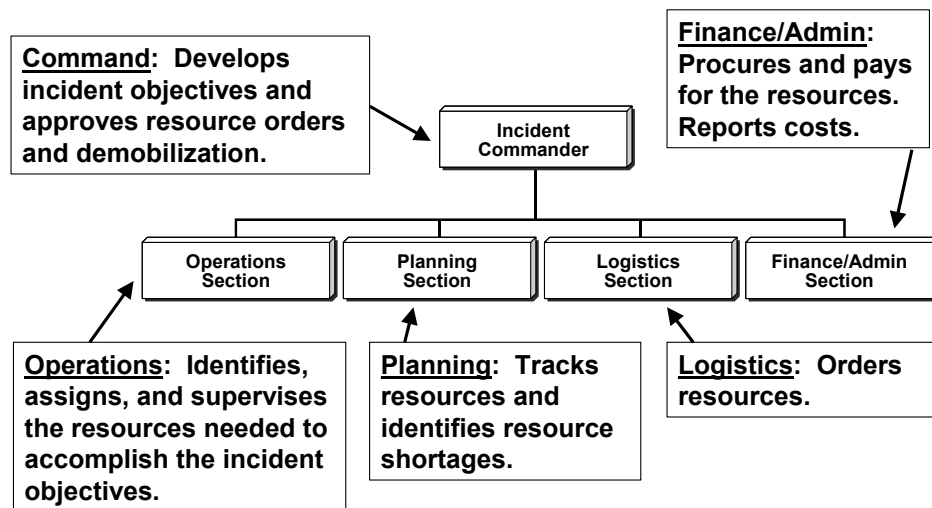 Command:  Develops
incident objectives and
approves resource orders
and demobilization.
Finance/Admin:
Procures and pays
for the resources.
Reports costs.
Incident
Commander
Operations
Section
Planning
Section
Logistics
Section
Finance/Admin
Section
Operations:  Identifies,
assigns, and supervises
the resources needed to
accomplish the incident
objectives.
Planning:  Tracks
resources and
identifies resource
shortages.
Logistics:  Orders
resources.